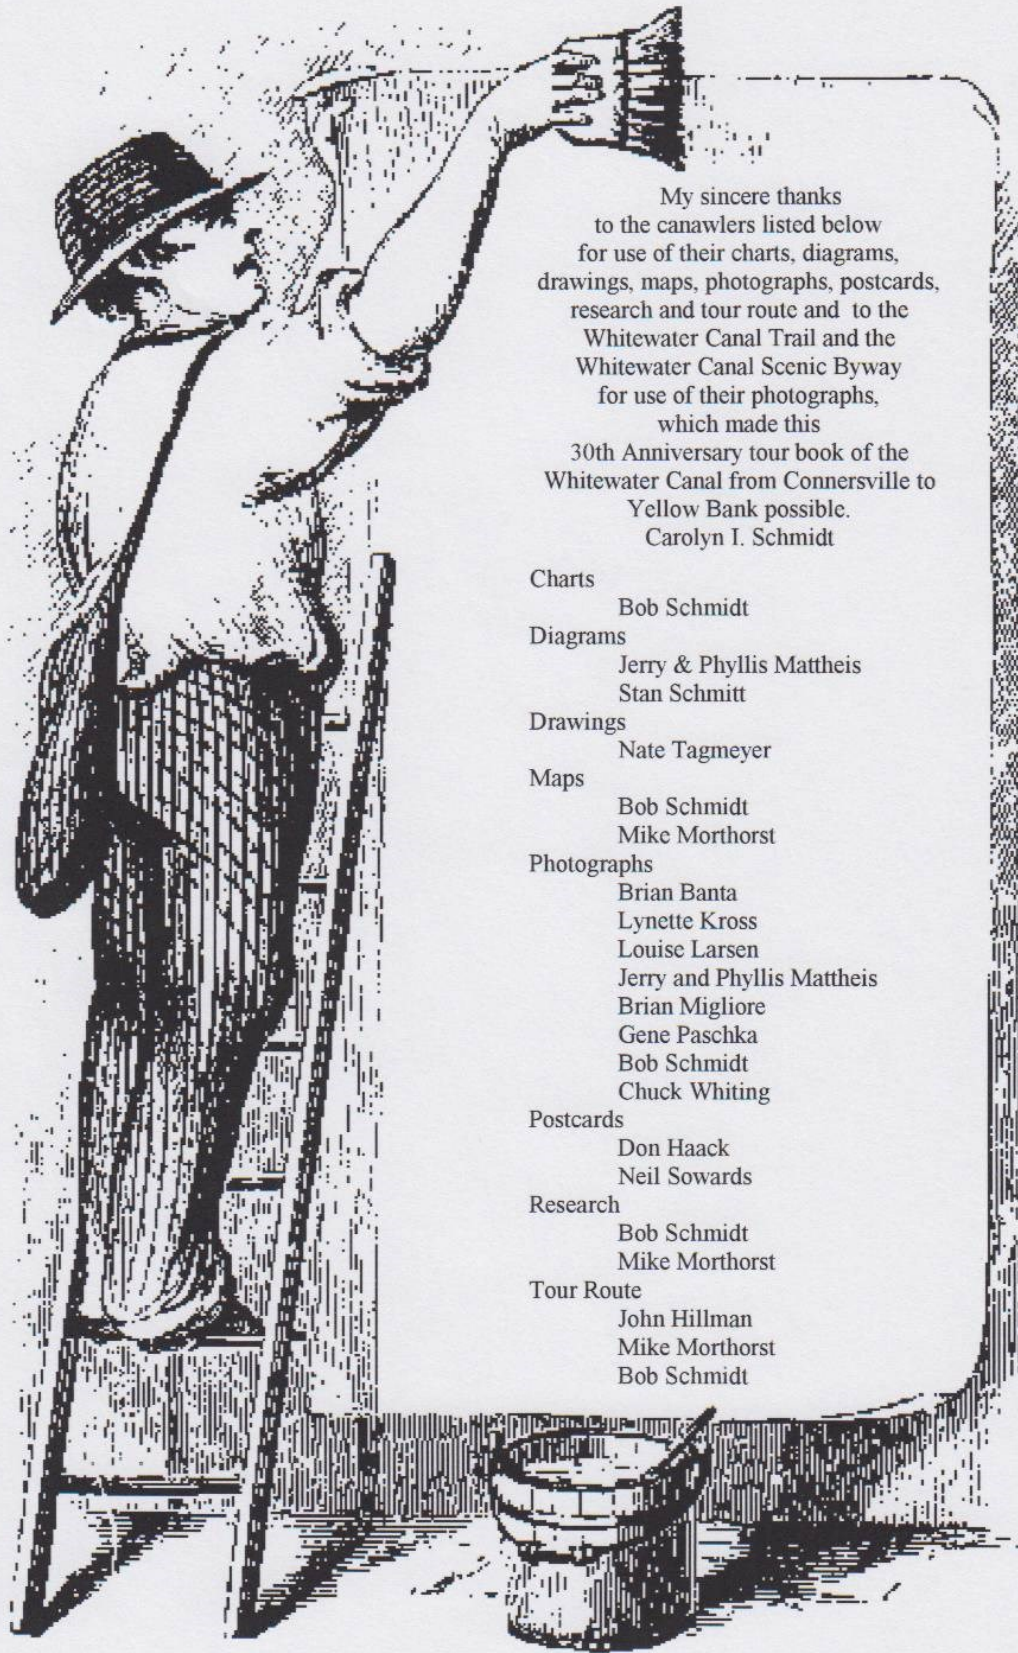 My sincere thanks
to the canawlers listed below
for use of their charts, diagrams,
drawings, maps, photographs, postcards,
research and tour route and to the
Whitewater Canal Trail and the
Whitewater Canal Scenic Byway
for use of their photographs,
which made this
30th Anniversary tour book of the
Whitewater Canal from Connersville to
Yellow Bank possible.
Carolyn I. Schmidt
Charts
Bob Schmidt
Diagrams
Jerry & Phyllis Mattheis
Stan Schmitt
Drawings
Nate Tagmeyer
Maps
Bob Schmidt
Mike Morthorst
Photographs
Brian Banta
Lynette Kross
Louise Larsen
Jerry and Phyllis Mattheis
Brian Migliore
Gene Paschka
Bob Schmidt
Chuck Whiting
Postcards
Don Haack
Neil Sowards
Research
Bob Schmidt
Mike Morthorst
Tour Route
John Hillman
Mike Morthorst
Bob Schmidt